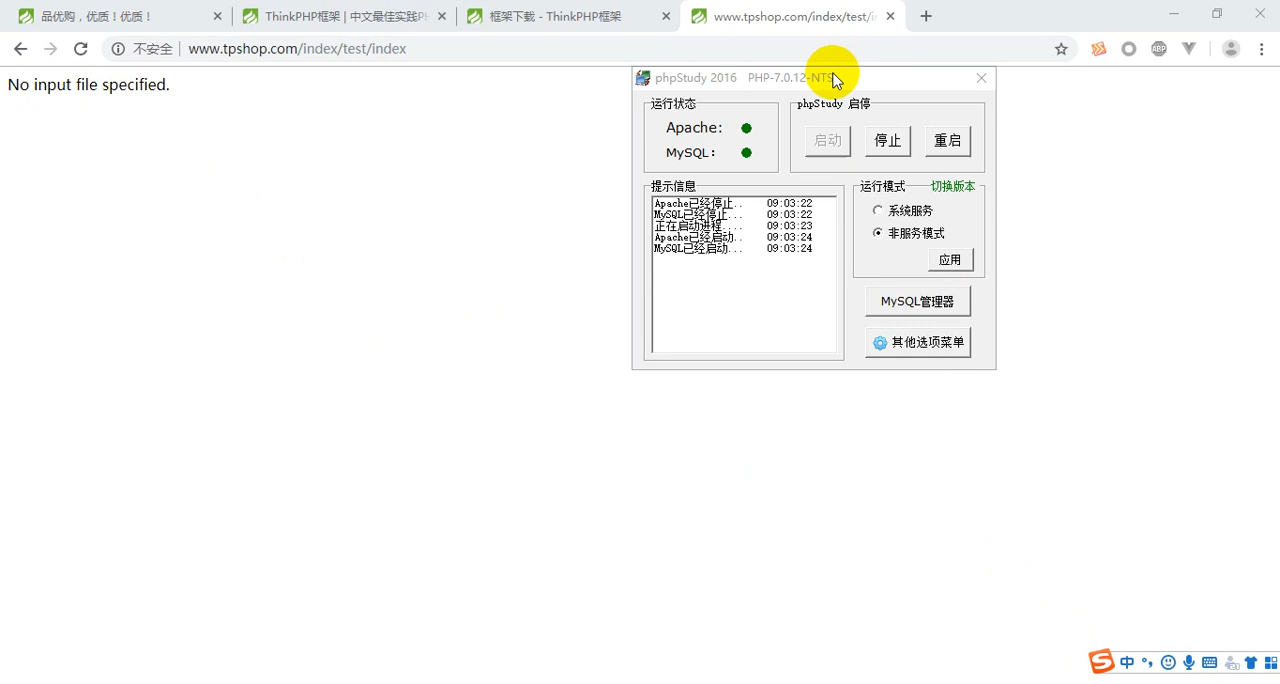 品优购，优质！优质！
ThinkPHP框架 | 中文最佳实践PH
框架下载 - ThinkPHP框架
www.tpshop.com/index/test/in
不安全
www.tpshop.com/index/test/index
ABP
No input file specified.
phpStudy 2016 PHP-7.0.12-NTS
运行状态
Apache:
MySQL:
phpStudy 启停
启动
停止
重启
提示信息
Apache已经停止.. 09:03:22
MySQL已经停止... 09:03:22
正在启动进程.... 09:03:23
Apache已经启动.. 09:03:24
MySQL已经启动... 09:03:24
运行模式
切换版本
系统服务
非服务模式
应用
MySQL管理器
其他选项菜单
S 中